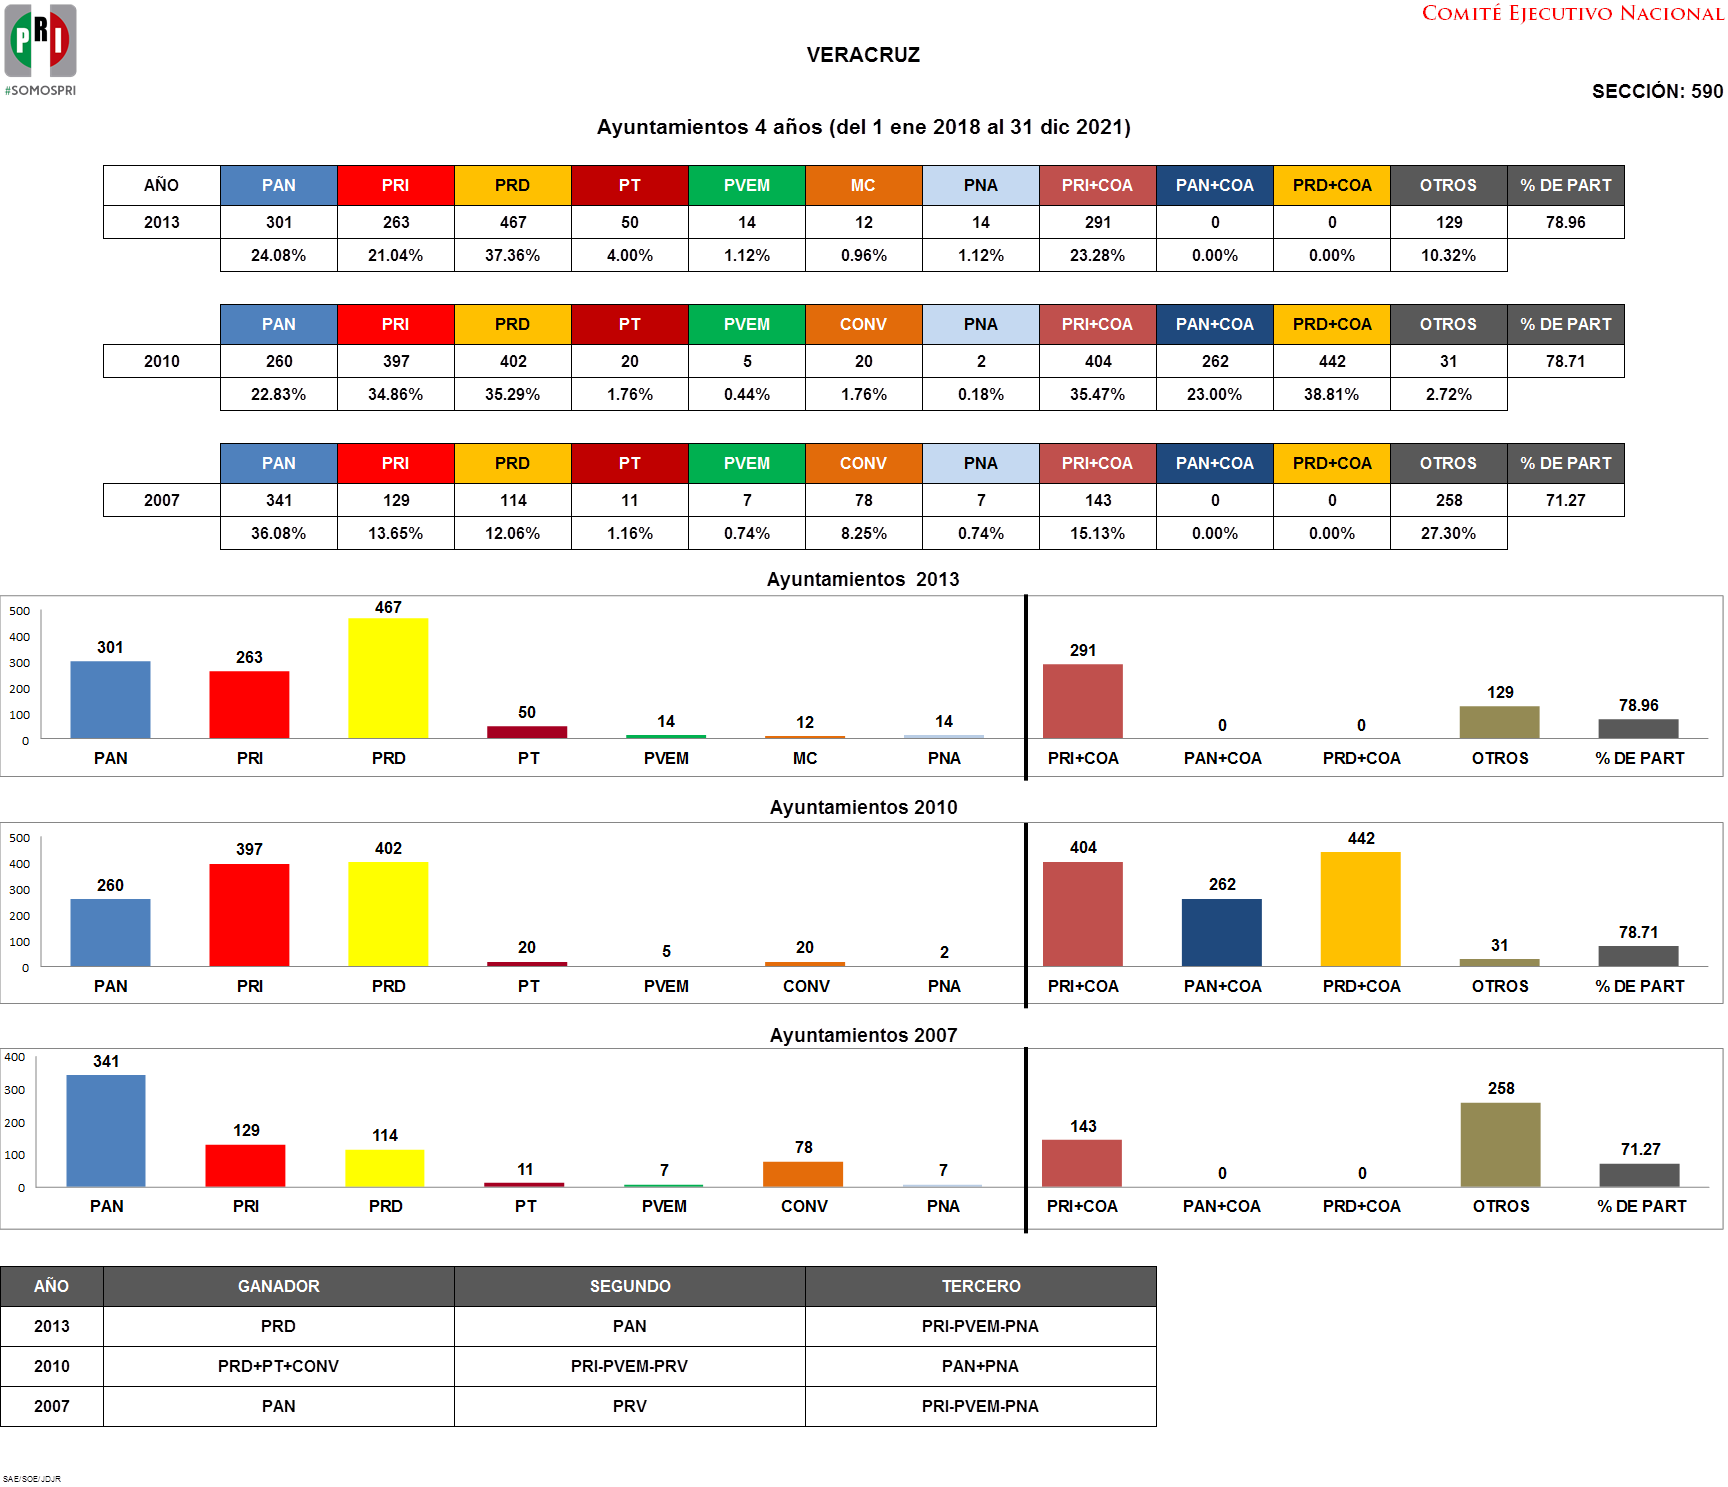 COMITÉ EJECUTIVO NACIONAL
PRI
#SOMOSPRI
VERACRUZ
SECCIÓN: 590
Ayuntamientos 4 años (del 1 ene 2018 al 31 dic 2021)
AÑO PAN PRI PRD PT PVEM MC PNA PRI+COA PAN+COA PRD+COA OTROS % DE PART
2013 301 263 467 50 14 12 14 291 0 0 129 78.96
24.08% 21.04% 37.36% 4.00% 1.12% 0.96% 1.12% 23.28% 0.00% 0.00% 10.32%
PAN PRI PRD PT PVEM CONV PNA PRI+COA PAN+COA PRD+COA OTROS % DE PART
2010 260 397 402 20 5 20 2 404 262 442 31 78.71
22.83% 34.86% 35.29% 1.76% 0.44% 1.76% 0.18% 35.47% 23.00% 38.81% 2.72%
PAN PRI PRD PT PVEM CONV PNA PRI+COA PAN+COA PRD+COA OTROS % DE PART
2007 341 129 114 11 7 78 7 143 0 0 258 71.27
36.08% 13.65% 12.06% 1.16% 0.74% 8.25% 0.74% 15.13% 0.00% 0.00% 27.30%
Ayuntamientos 2013
500
400
300
200
100
0
301 263 467 50 14 12 14 291 0 0 129 78.96
PAN PRI PRD PT PVEM MC PNA PRI+COA PAN+COA PRD+COA OTROS % DE PART
Ayuntamientos 2010
500
400
300
200
100
0
260 397 402 20 5 20 2 404 262 442 31 78.71
PAN PRI PRD PT PVEM CONV PNA PRI+COA PAN+COA PRD+COA OTROS % DE PART
Ayuntamientos 2007
400
300
200
100
0
341 129 114 11 7 78 7 143 0 0 258 71.27
PAN PRI PRD PT PVEM CONV PNA PRI+COA PAN+COA PRD+COA OTROS % DE PART
AÑO GANADOR SEGUNDO TERCERO
2013 PRD PAN PRI-PVEM-PNA
2010 PRD+PT+CONV PRI-PVEM-PRV PAN+PNA
2007 PAN PRV PRI-PVEM-PNA
SAE/SOE/JDJR